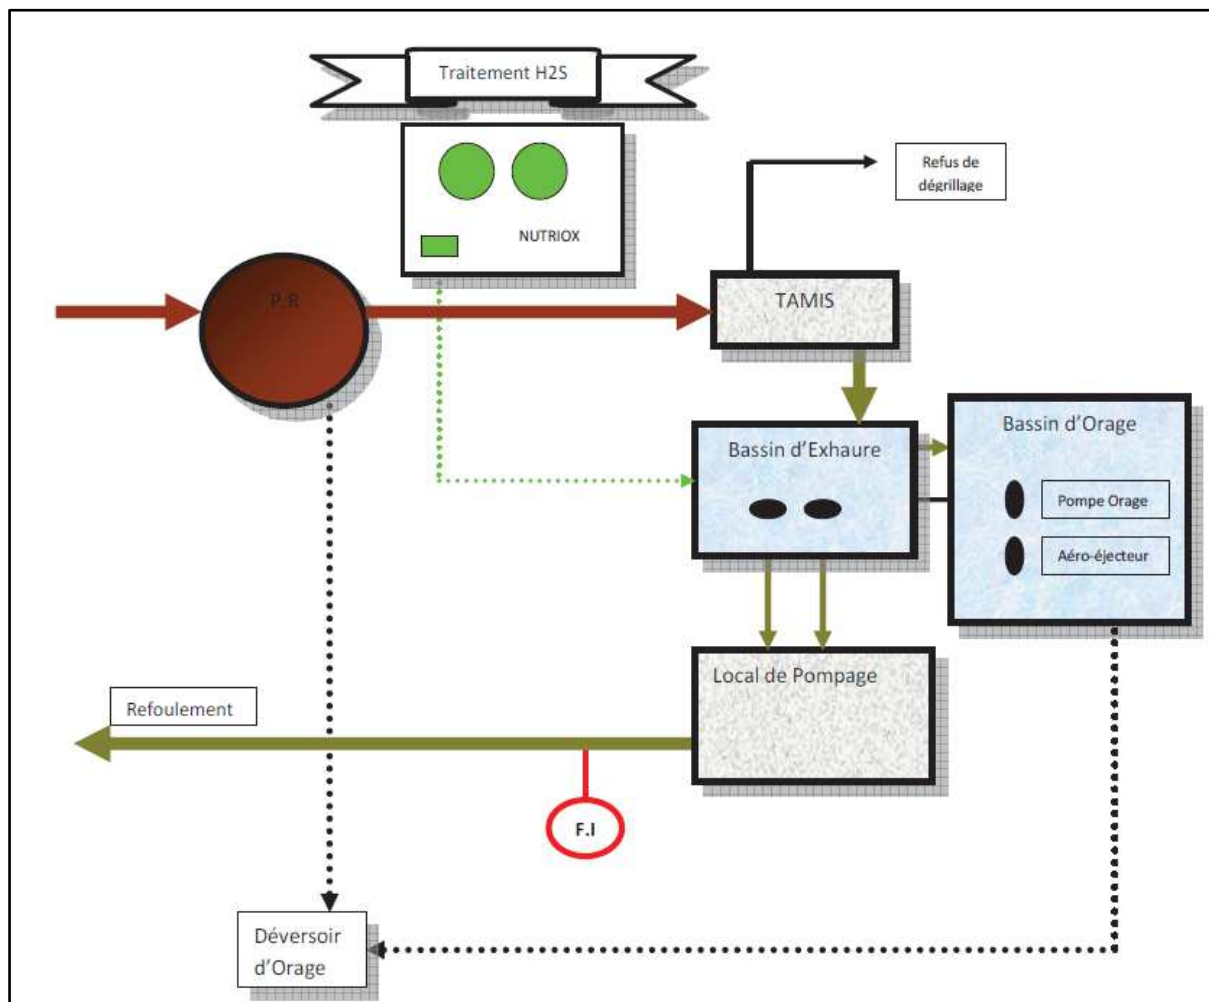 Traitement H2S
Refus de
dégrillage
NUTRIOX
P.R
TAMIS
Bassin d'Exhaure
Bassin d'Orage
Pompe Orage
Aéro-éjecteur
Local de Pompage
Refoulement
F.I
Déversoir
d'Orage